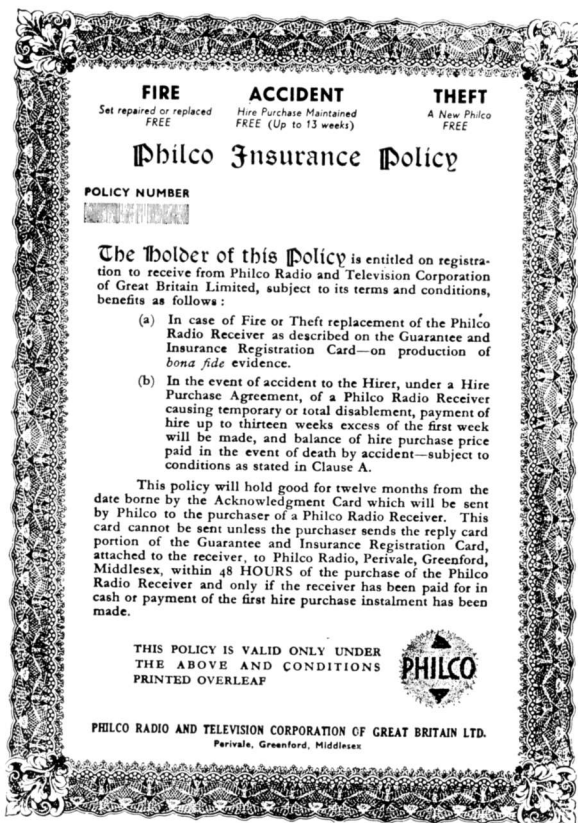 FIRE ACCIDENT THEFT
Set repaired or replaced Hire Purchase Maintained A New Philco
FREE FREE (Up to 13 weeks) FREE
Philco Insurance Policy
POLICY NUMBER
The Holder of this Policy is entitled on registra-
tion to receive from Philco Radio and Television Corporation
of Great Britain Limited, subject to its terms and conditions,
benefits as follows :
(a) In case of Fire or Theft replacement of the Philco
Radio Receiver as described on the Guarantee and
Insurance Registration Card—on production of
bona fide evidence.
(b) In the event of accident to the Hirer, under a Hire
Purchase Agreement, of a Philco Radio Receiver
causing temporary or total disablement, payment of
hire up to thirteen weeks excess of the first week
will be made, and balance of hire purchase price
paid in the event of death by accident—subject to
conditions as stated in Clause A.
This policy will hold good for twelve months from the
date borne by the Acknowledgment Card which will be sent
by Philco to the purchaser of a Philco Radio Receiver. This
card cannot be sent unless the purchaser sends the reply card
portion of the Guarantee and Insurance Registration Card,
attached to the receiver, to Philco Radio, Perivale, Greenford,
Middlesex, within 48 HOURS of the purchase of the Philco
Radio Receiver and only if the receiver has been paid for in
cash or payment of the first hire purchase instalment has been
made.
THIS POLICY IS VALID ONLY UNDER
THE ABOVE AND CONDITIONS
PRINTED OVERLEAF
PHILCO
PHILCO RADIO AND TELEVISION CORPORATION OF GREAT BRITAIN LTD.
Perivale, Greenford, Middlesex